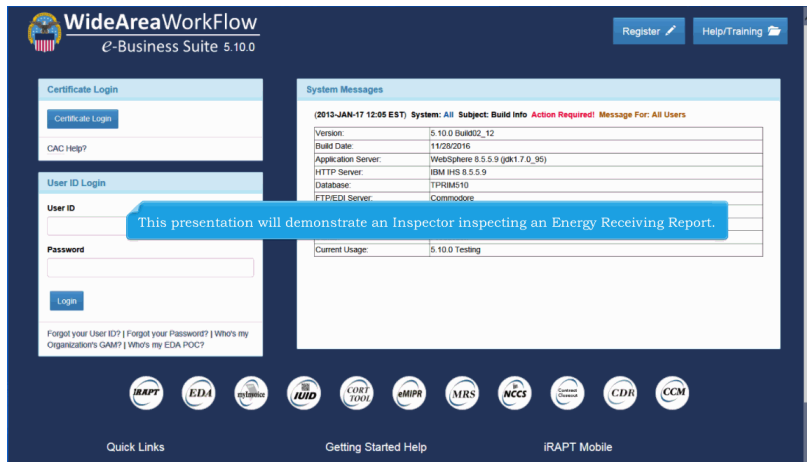 WideAreaWorkFlow
e-Business Suite 5.10.0
Register
Help/Training
Certificate Login
Certificate Login
CAC Help?
User ID Login
User ID
Password
Login
Forgot your User ID? | Forgot your Password? | Who's my
Organization's GAM? | Who's my EDA POC?
System Messages
(2013-JAN-17 12:05 EST) System: All Subject: Build Info Action Required! Message For: All Users
Version: 5.10.0 Build02_12
Build Date: 11/28/2016
Application Server: WebSphere 8.5.5.9 (jdk1.7.0_95)
HTTP Server: IBM IHS 8.5.5.9
Database: TPRIM510
FTP/EDI Server: Commodore
This presentation will demonstrate an Inspector inspecting an Energy Receiving Report.
Current Usage: 5.10.0 Testing
iRAPT
EDA
myInvoice
IUID
CORT TOOL
eMIPR
MRS
NCCS
Contract Closeout
CDR
CCM
Quick Links
Getting Started Help
iRAPT Mobile